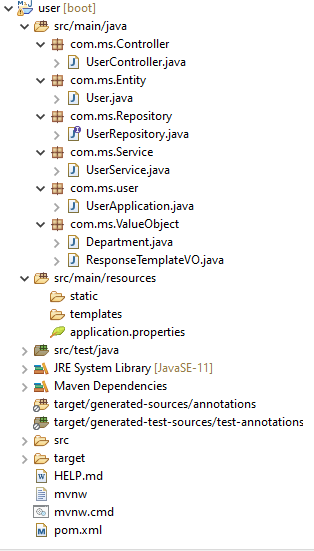 user [boot]
src/main/java
com.ms.Controller
UserController.java
com.ms.Entity
User.java
com.ms.Repository
UserRepository.java
com.ms.Service
UserService.java
com.ms.user
UserApplication.java
com.ms.ValueObject
Department.java
ResponseTemplateVO.java
src/main/resources
static
templates
application.properties
src/test/java
JRE System Library [JavaSE-11]
Maven Dependencies
target/generated-sources/annotations
target/generated-test-sources/test-annotations
src
target
HELP.md
mvnw
mvnw.cmd
pom.xml